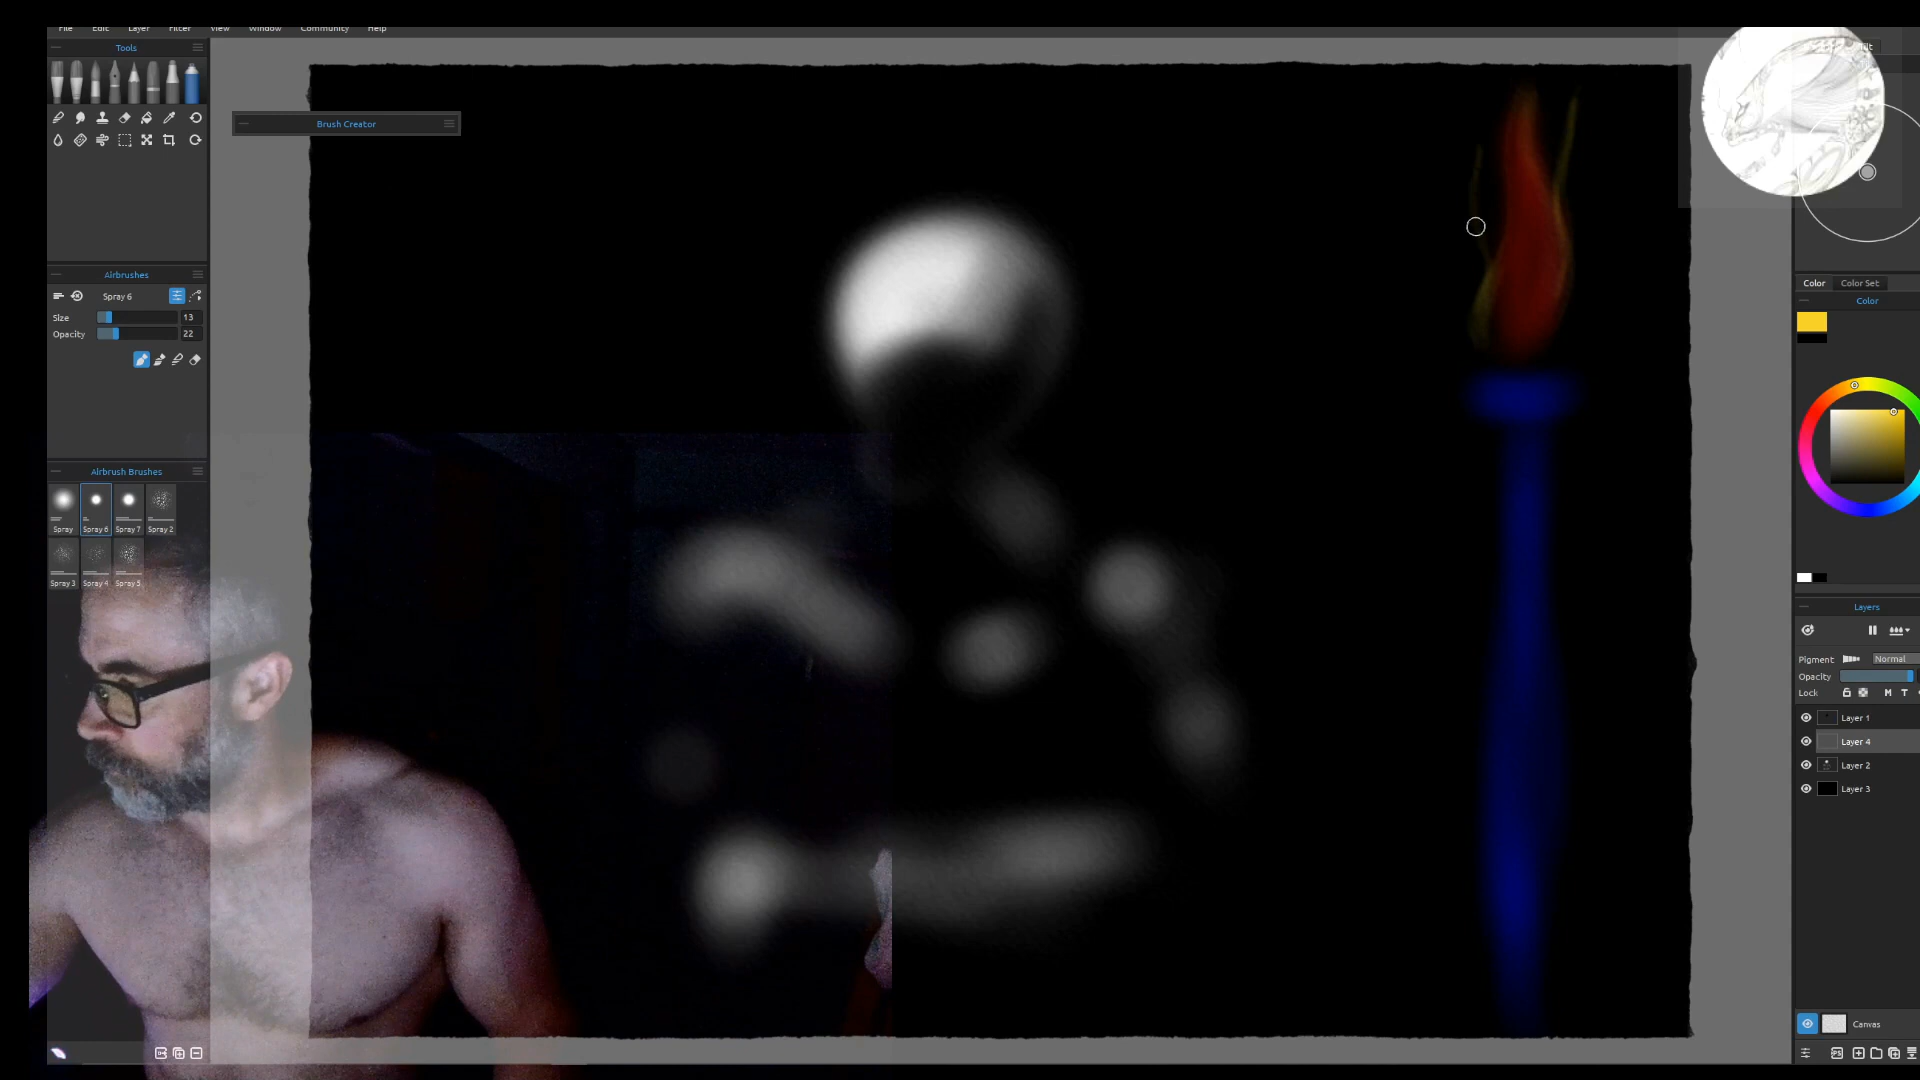 File Edit Layer Filter View Window Community Help
Tools
Brush Creator
Airbrushes
Spray 6
Size 13
Opacity 22
Airbrush Brushes
Spray Spray 6 Spray 7 Spray 2
Spray 3 Spray 4 Spray 5
Color Color Set
Color
Layers
Pigment Normal
Opacity
Lock M T
Layer 1
Layer 4
Layer 2
Layer 3
Canvas